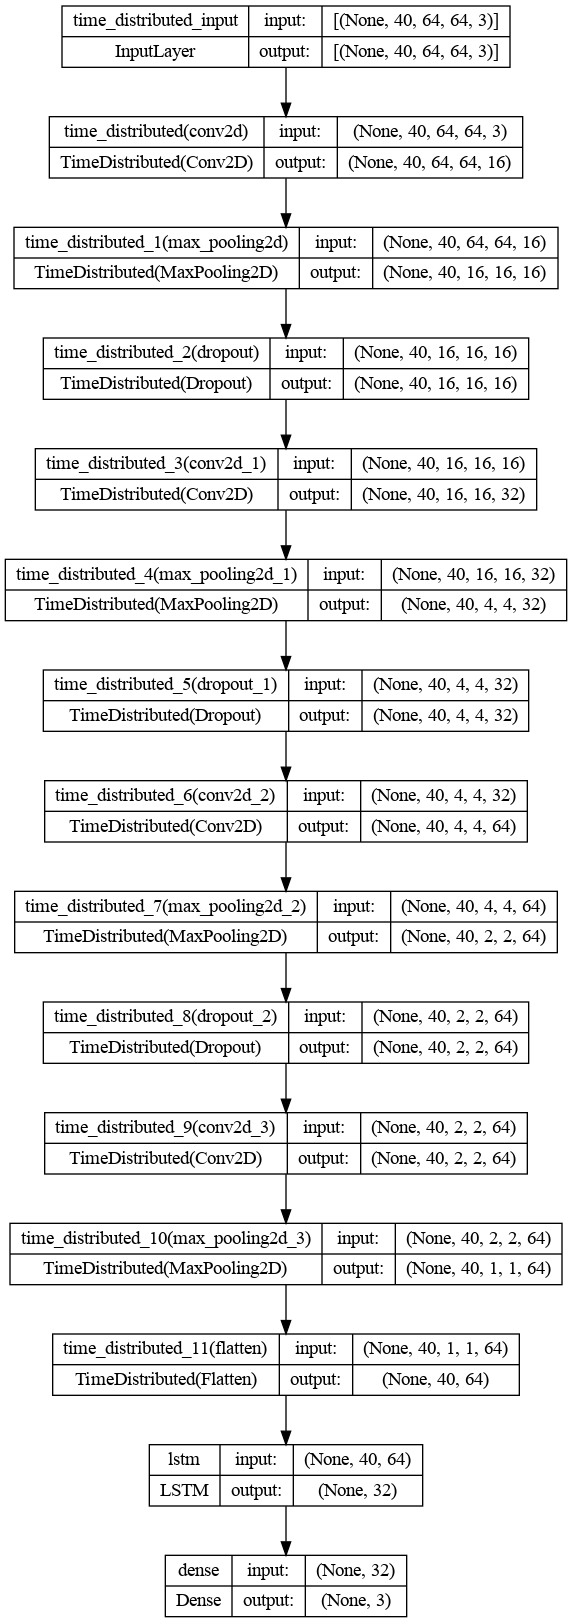 time_distributed_input input: [(None, 40, 64, 64, 3)]
InputLayer output: [(None, 40, 64, 64, 3)]
time_distributed(conv2d) input: (None, 40, 64, 64, 3)
TimeDistributed(Conv2D) output: (None, 40, 64, 64, 16)
time_distributed_1(max_pooling2d) input: (None, 40, 64, 64, 16)
TimeDistributed(MaxPooling2D) output: (None, 40, 16, 16, 16)
time_distributed_2(dropout) input: (None, 40, 16, 16, 16)
TimeDistributed(Dropout) output: (None, 40, 16, 16, 16)
time_distributed_3(conv2d_1) input: (None, 40, 16, 16, 16)
TimeDistributed(Conv2D) output: (None, 40, 16, 16, 32)
time_distributed_4(max_pooling2d_1) input: (None, 40, 16, 16, 32)
TimeDistributed(MaxPooling2D) output: (None, 40, 4, 4, 32)
time_distributed_5(dropout_1) input: (None, 40, 4, 4, 32)
TimeDistributed(Dropout) output: (None, 40, 4, 4, 32)
time_distributed_6(conv2d_2) input: (None, 40, 4, 4, 32)
TimeDistributed(Conv2D) output: (None, 40, 4, 4, 64)
time_distributed_7(max_pooling2d_2) input: (None, 40, 4, 4, 64)
TimeDistributed(MaxPooling2D) output: (None, 40, 2, 2, 64)
time_distributed_8(dropout_2) input: (None, 40, 2, 2, 64)
TimeDistributed(Dropout) output: (None, 40, 2, 2, 64)
time_distributed_9(conv2d_3) input: (None, 40, 2, 2, 64)
TimeDistributed(Conv2D) output: (None, 40, 2, 2, 64)
time_distributed_10(max_pooling2d_3) input: (None, 40, 2, 2, 64)
TimeDistributed(MaxPooling2D) output: (None, 40, 1, 1, 64)
time_distributed_11(flatten) input: (None, 40, 1, 1, 64)
TimeDistributed(Flatten) output: (None, 40, 64)
lstm input: (None, 40, 64)
LSTM output: (None, 32)
dense input: (None, 32)
Dense output: (None, 3)